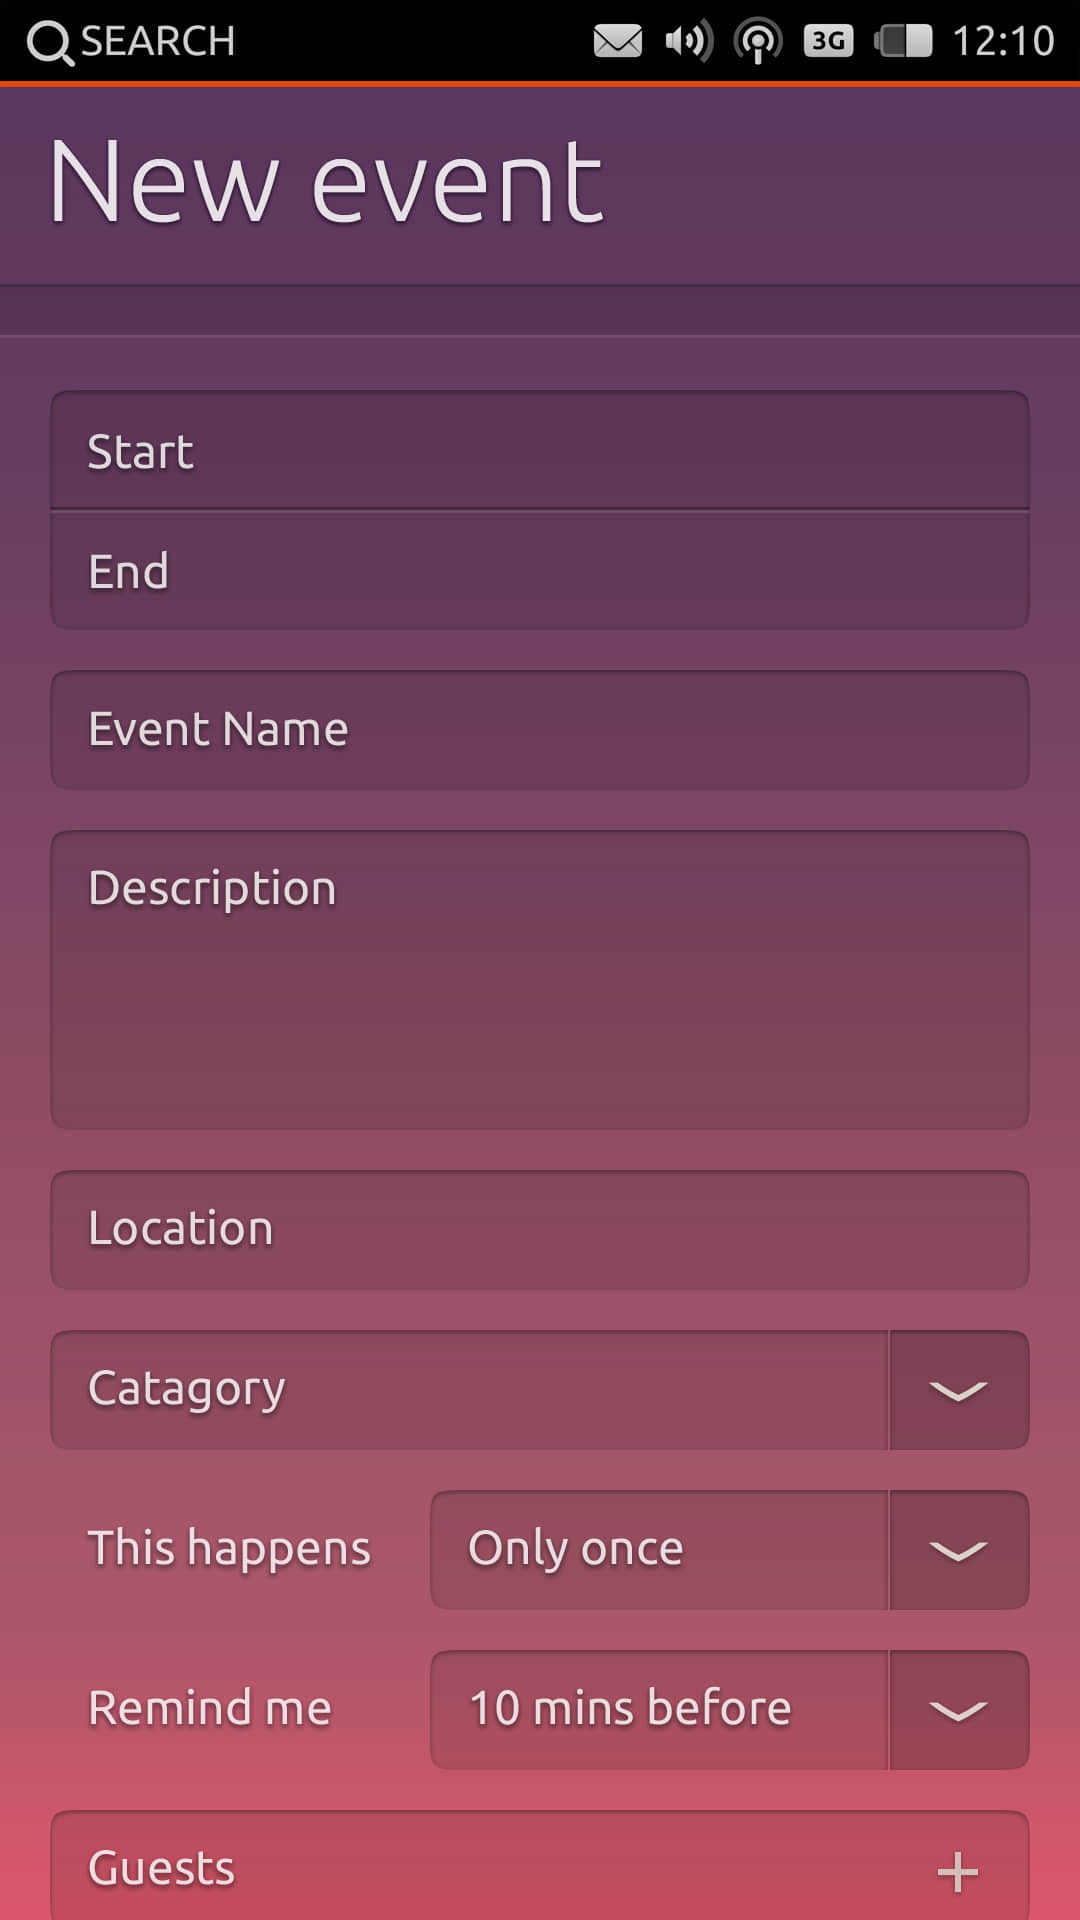 SEARCH 3G 12:10
New event
Start
End
Event Name
Description
Location
Catagory
This happens Only once
Remind me 10 mins before
Guests +